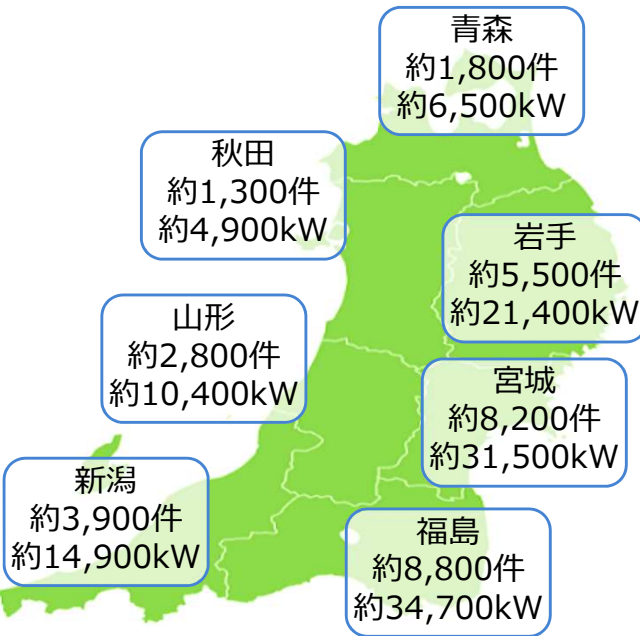 青森
約1,800件
約6,500kW
秋田
約1,300件
約4,900kW
岩手
約5,500件
約21,400kW
山形
約2,800件
約10,400kW
宮城
約8,200件
約31,500kW
新潟
約3,900件
約14,900kW
福島
約8,800件
約34,700kW